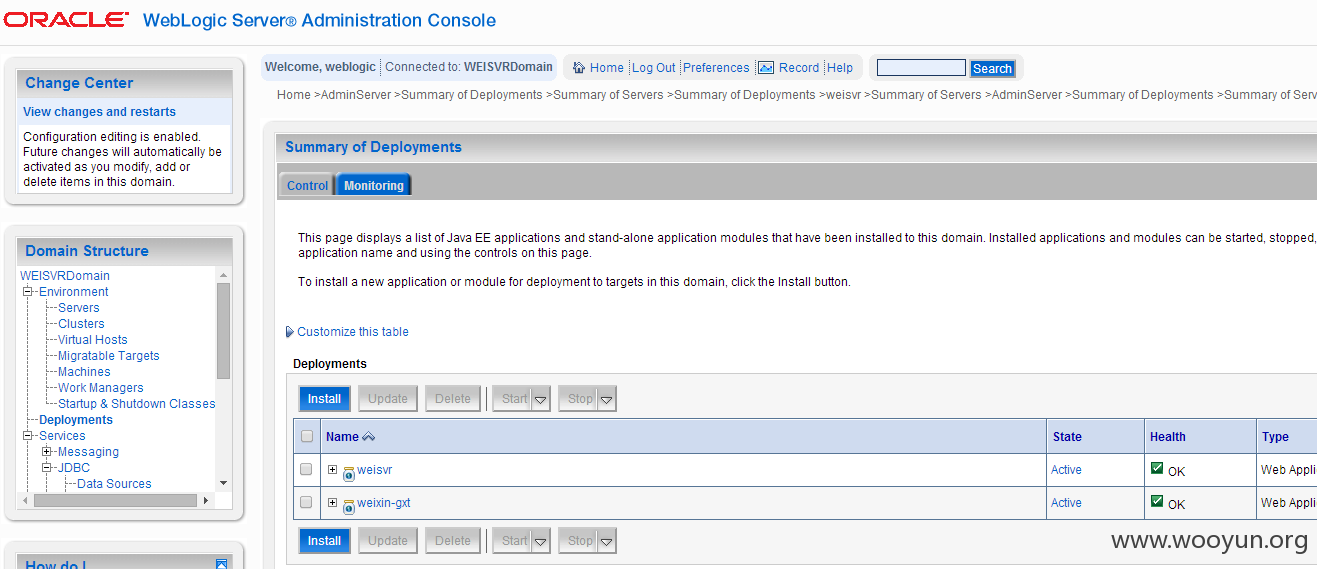 ORACLE® WebLogic Server® Administration Console
Change Center
View changes and restarts
Configuration editing is enabled.
Future changes will automatically be
activated as you modify, add or
delete items in this domain.
Domain Structure
WEISVRDomain
Environment
Servers
Clusters
Virtual Hosts
Migratable Targets
Machines
Work Managers
Startup & Shutdown Classes
Deployments
Services
Messaging
JDBC
Data Sources
How do I
Welcome, weblogic Connected to: WEISVRDomain Home Log Out Preferences Record Help Search
Home >AdminServer >Summary of Deployments >Summary of Servers >Summary of Deployments >weisvr >Summary of Servers >AdminServer >Summary of Deployments >Summary of Serv
Summary of Deployments
Control Monitoring
This page displays a list of Java EE applications and stand-alone application modules that have been installed to this domain. Installed applications and modules can be started, stopped,
application name and using the controls on this page.
To install a new application or module for deployment to targets in this domain, click the Install button.
Customize this table
Deployments
Install Update Delete Start Stop
Name State Health Type
weisvr Active OK Web Appli
weixin-gxt Active OK Web Appli
Install Update Delete Start Stop
www.wooyun.org